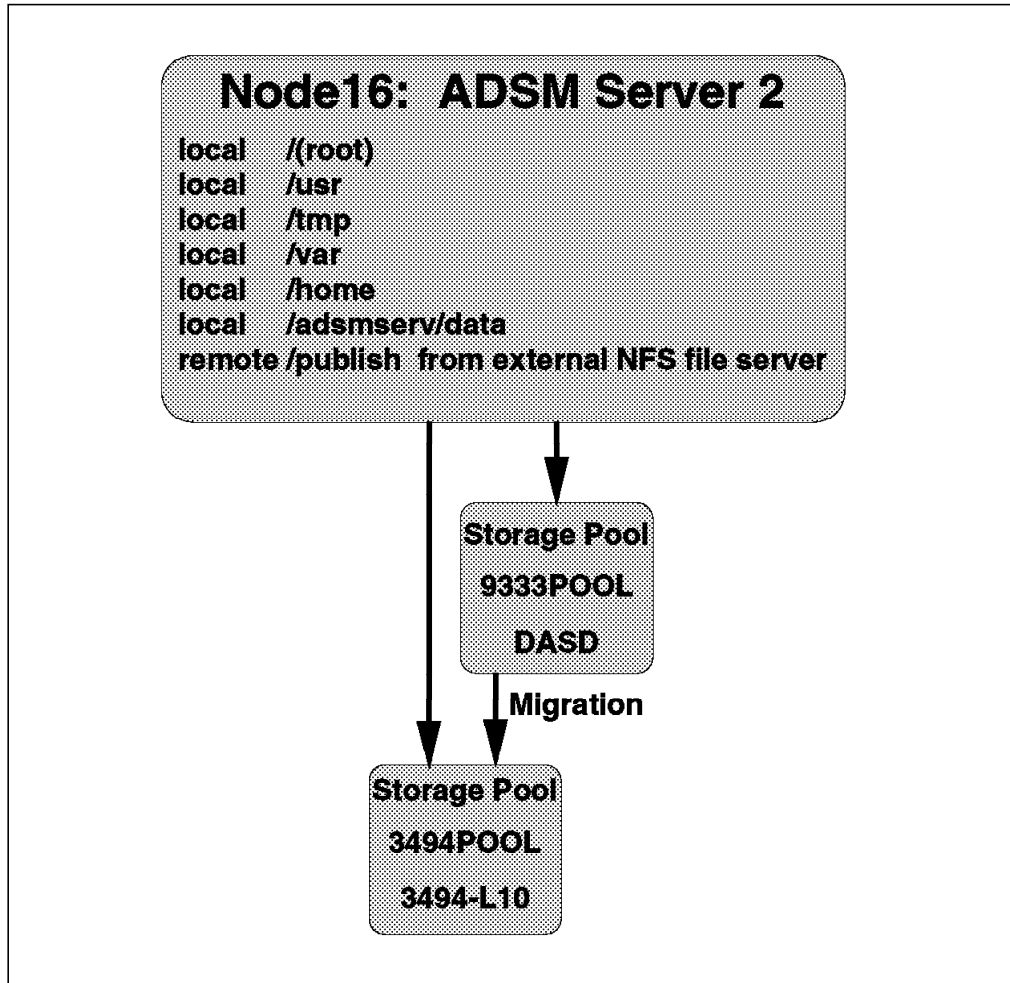 Node16: ADSM Server 2
local /(root)
local /usr
local /tmp
local /var
local /home
local /adsmserv/data
remote /publish from external NFS file server
Storage Pool
9333POOL
DASD
Migration
Storage Pool
3494POOL
3494-L10